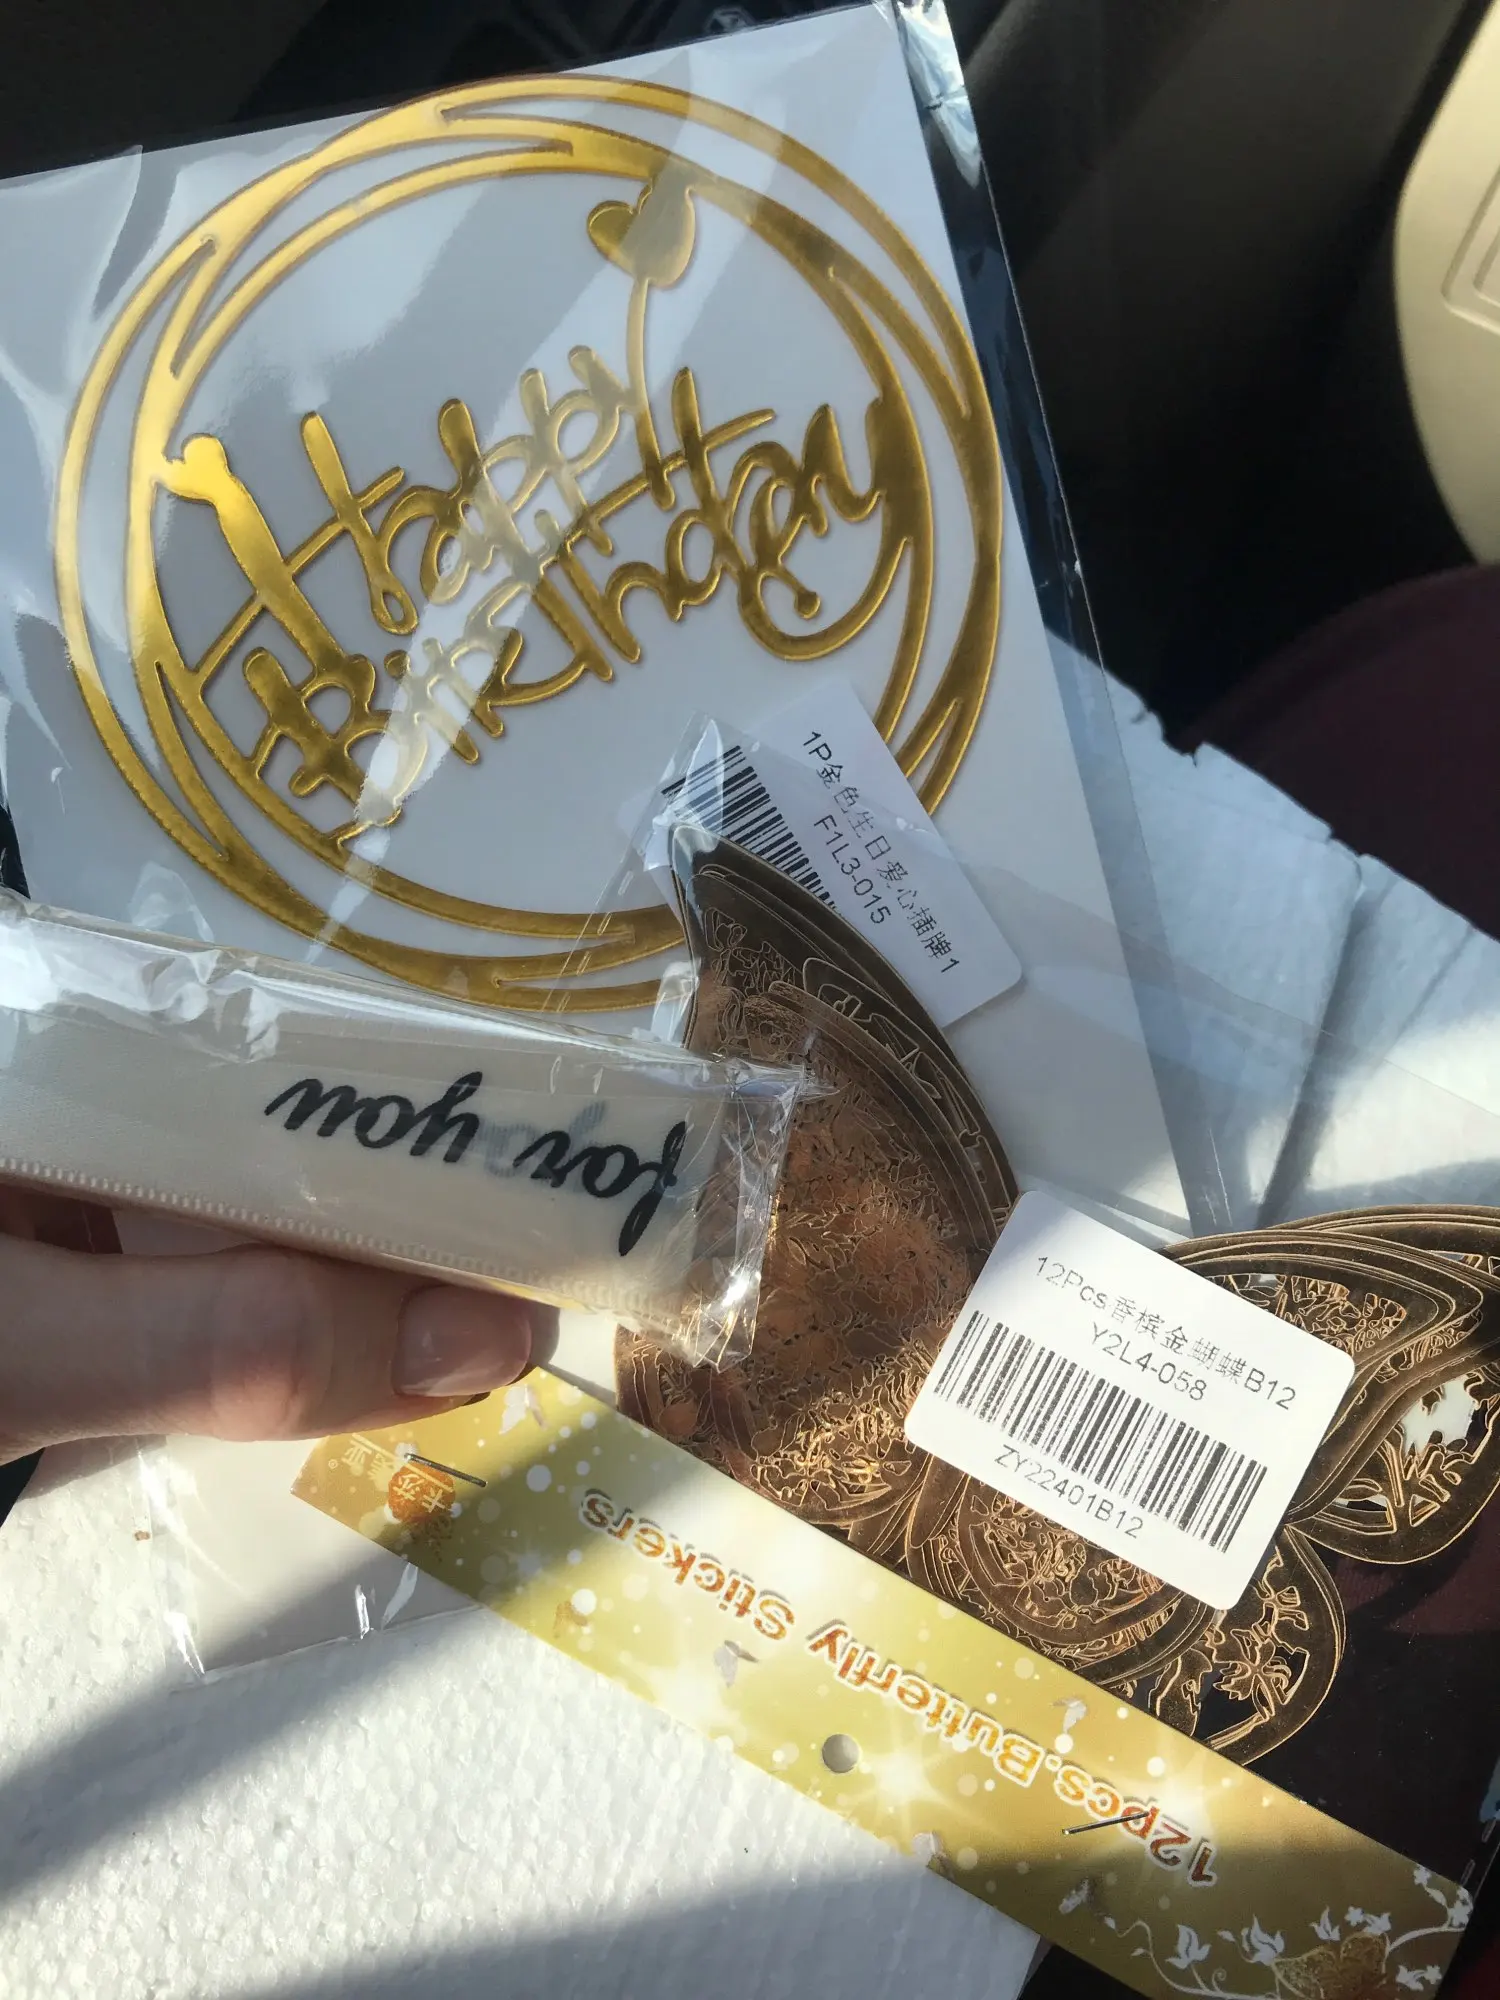 Happy
Birthday
1P金色生日爱心插牌1
F1L3-015
for you
12Pcs香槟金蝴蝶B12
Y2L4-058
ZY22401B12
12pcs.Butterfly Stickers